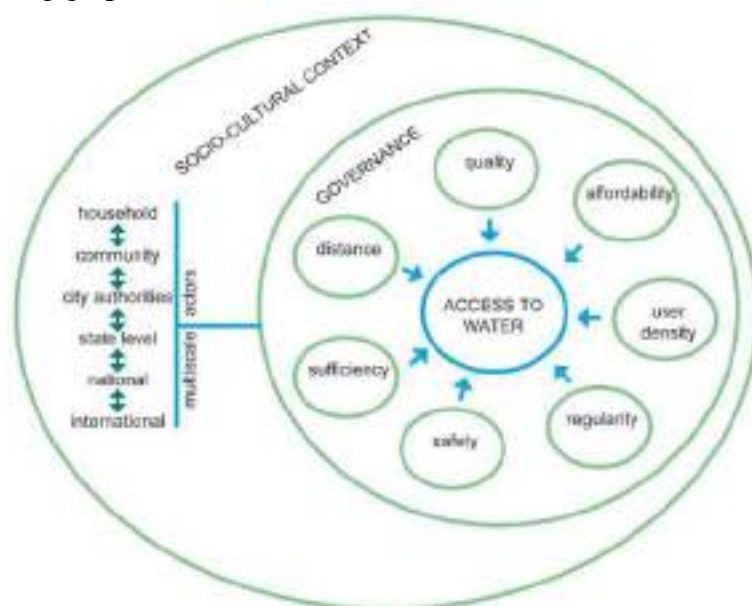 SOCIO-CULTURAL CONTEXT
GOVERNANCE
quality
affordability
distance
ACCESS TO
WATER
user
density
sufficiency
regularity
safety
household
community
city authorities
state level
national
international
multiscale actors